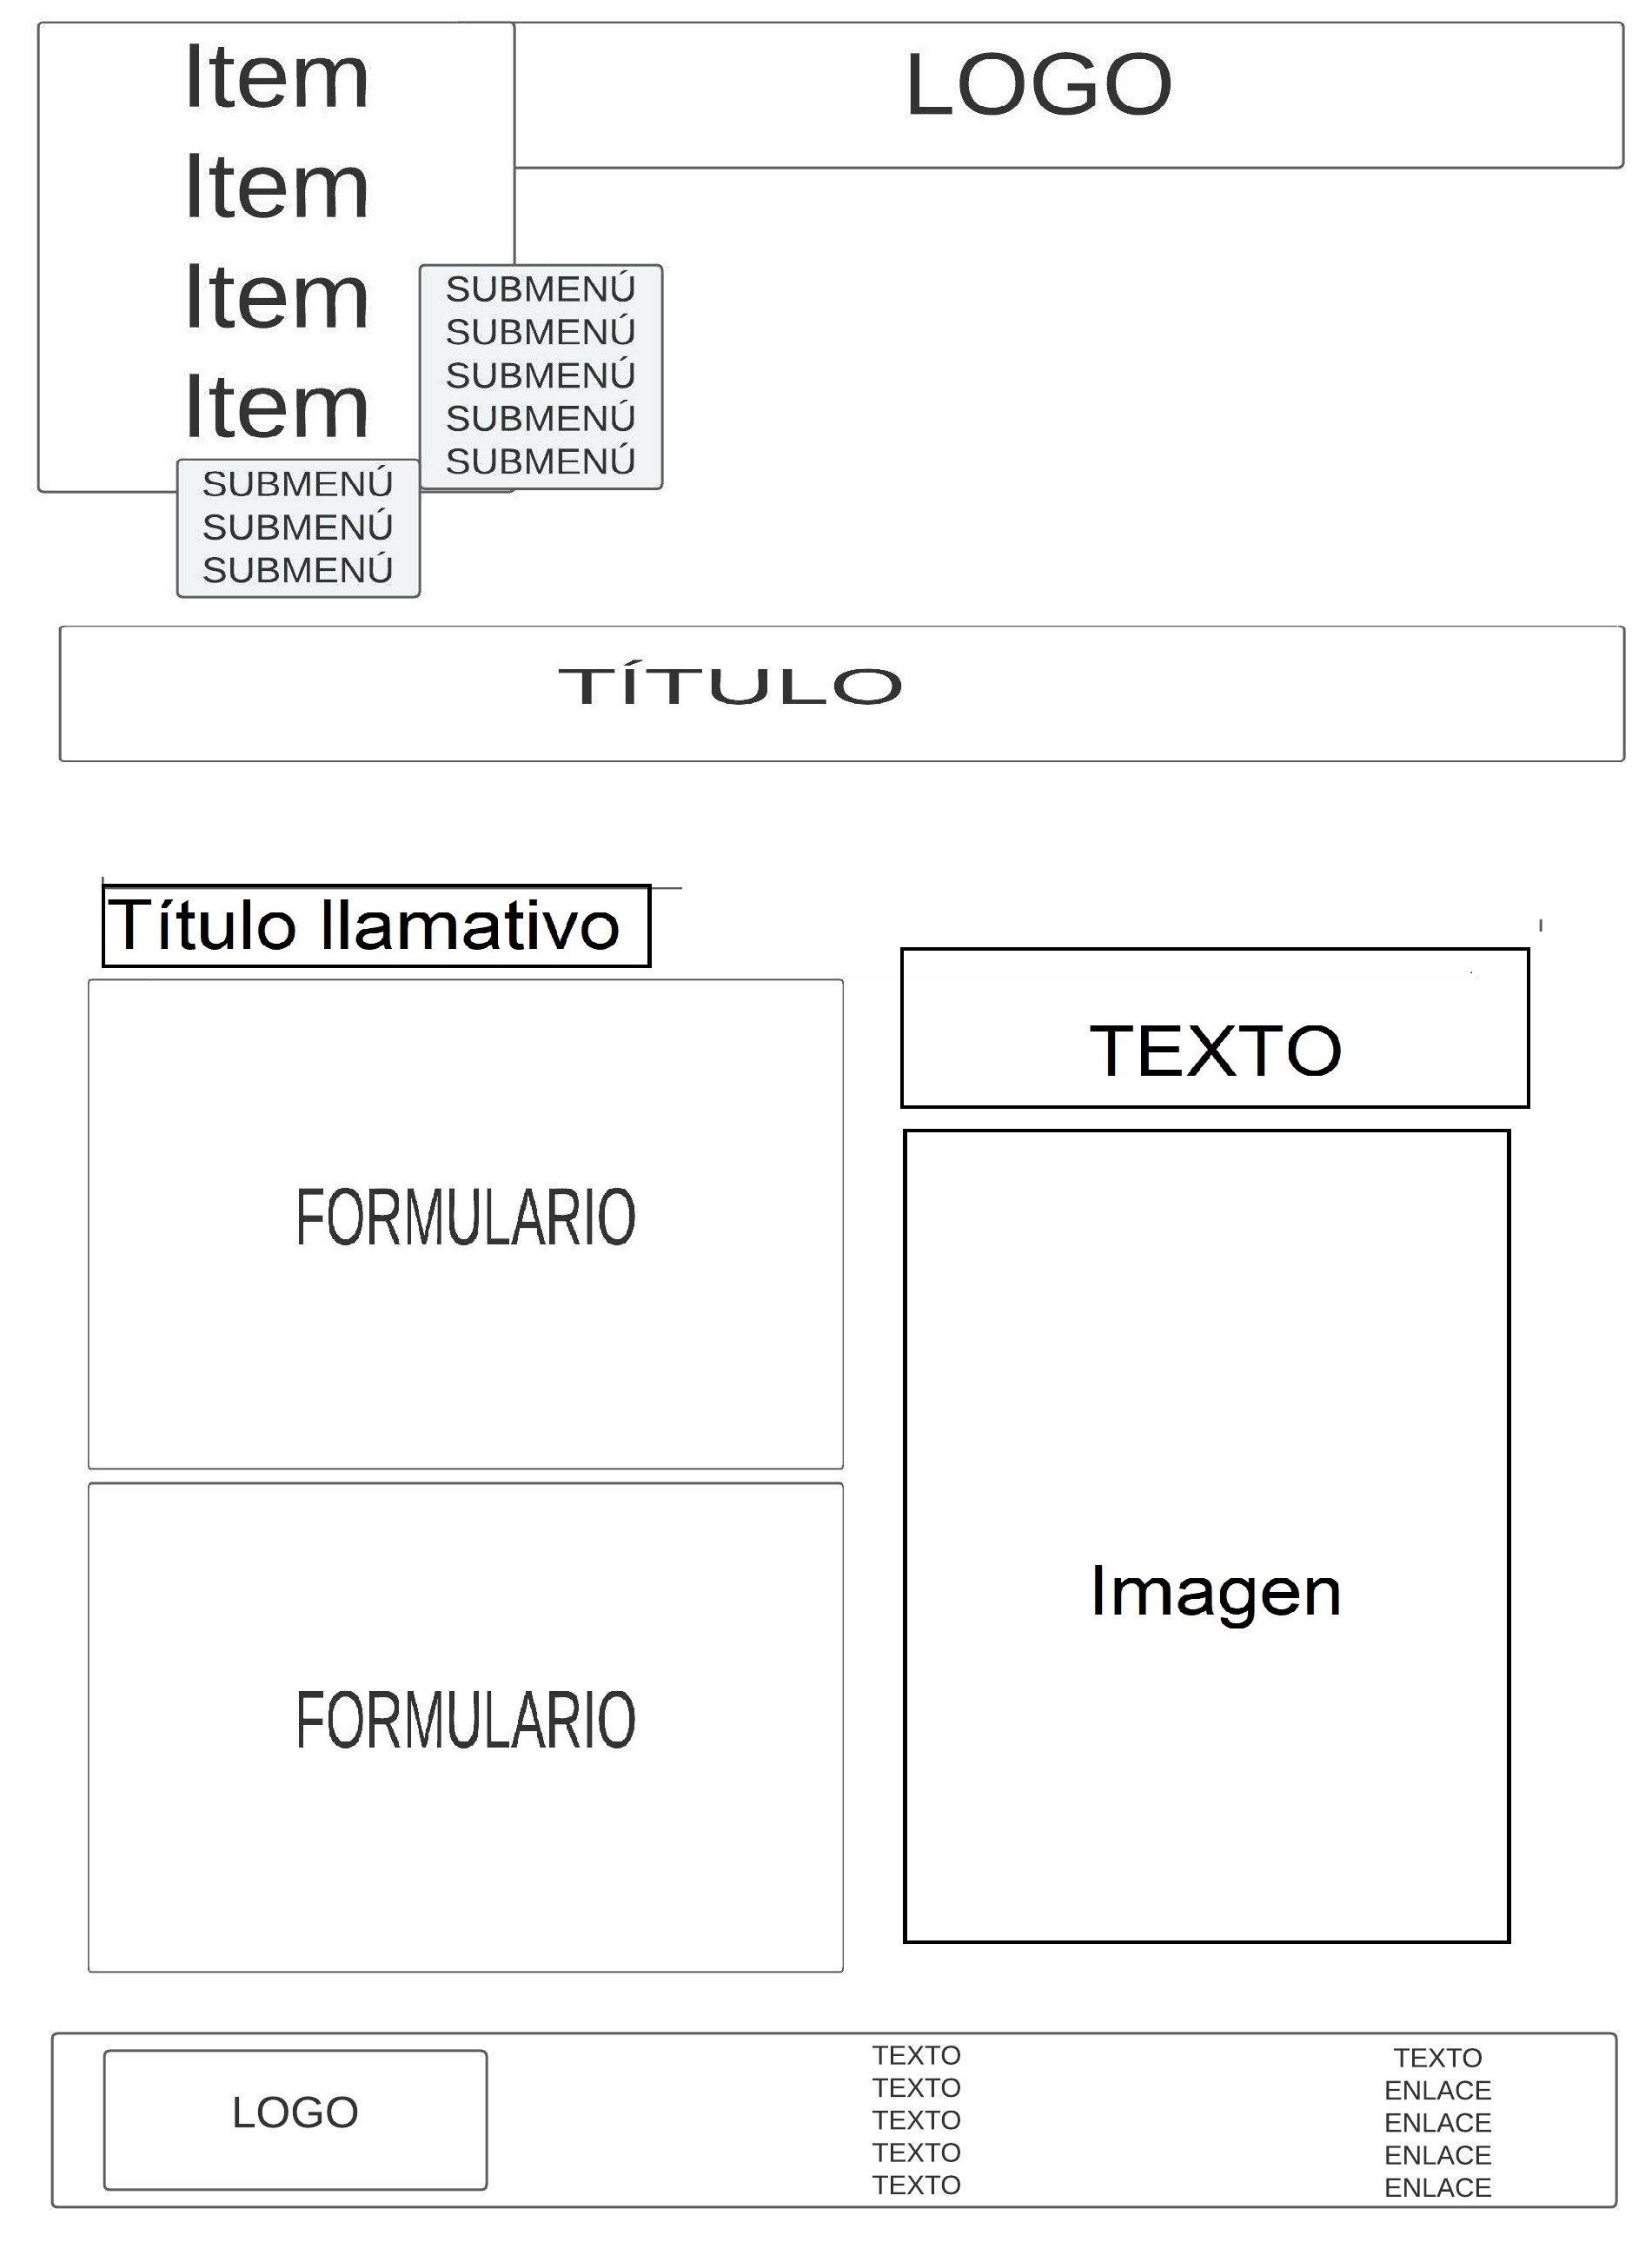 Item
Item
Item
Item
LOGO
SUBMENÚ
SUBMENÚ
SUBMENÚ
SUBMENÚ
SUBMENÚ
SUBMENÚ
SUBMENÚ
SUBMENÚ
TÍTULO
Título llamativo
FORMULARIO
FORMULARIO
TEXTO
Imagen
LOGO
TEXTO
TEXTO
TEXTO
TEXTO
TEXTO
TEXTO
ENLACE
ENLACE
ENLACE
ENLACE